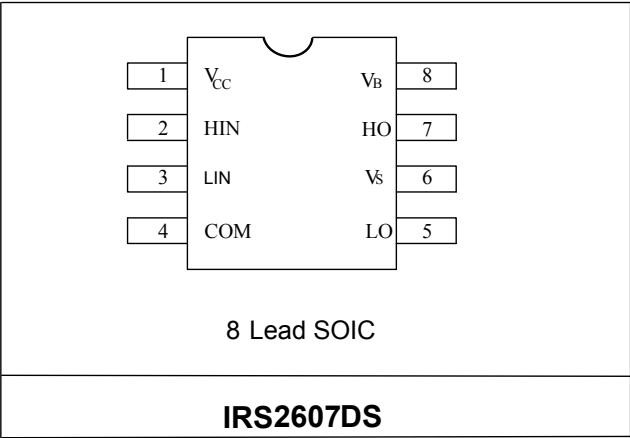 1 VCC VB 8
2 HIN HO 7
3 LIN VS 6
4 COM LO 5
8 Lead SOIC
IRS2607DS